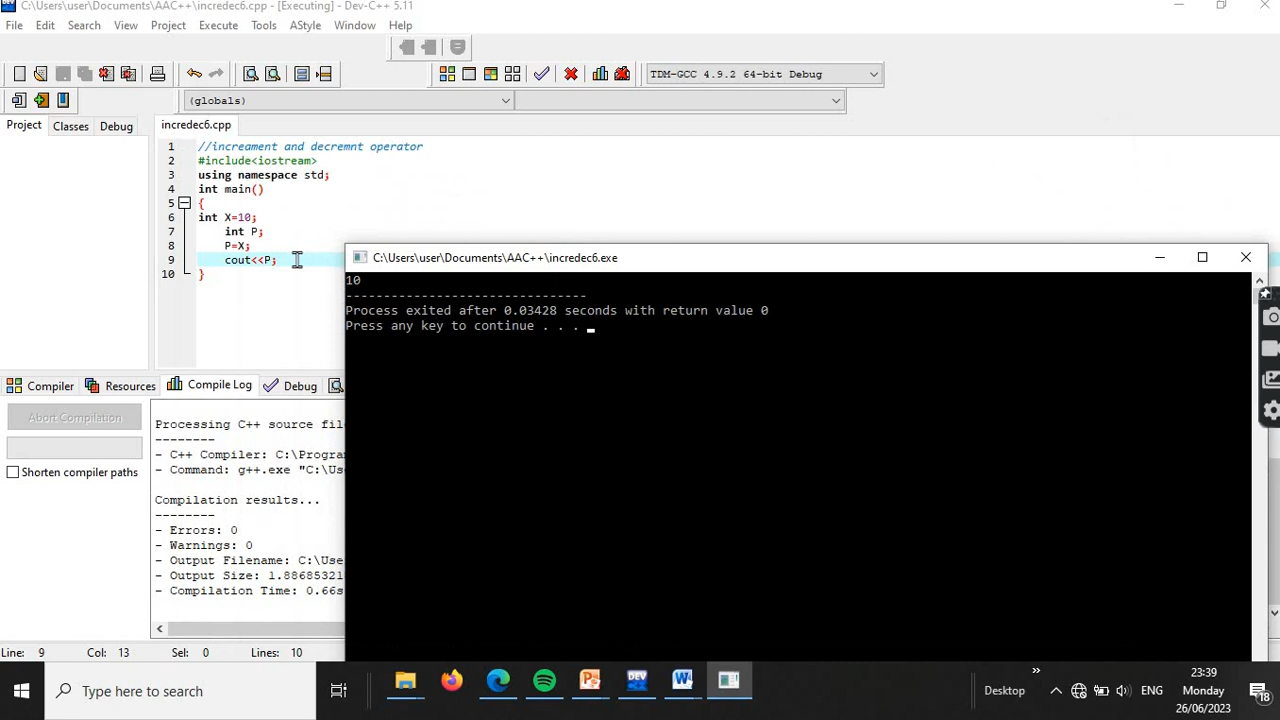 C:\Users\user\Documents\AAC++\incredec6.cpp - [Executing] - Dev-C++ 5.11
File Edit Search View Project Execute Tools AStyle Window Help
TDM-GCC 4.9.2 64-bit Debug
(globals)
Project Classes Debug incredec6.cpp
1 //increament and decremnt operator
2 #include<iostream>
3 using namespace std;
4 int main()
5 {
6 int X=10;
7 int P;
8 P=X;
9 cout<<P;
10 }
C:\Users\user\Documents\AAC++\incredec6.exe
10
--------------------------------
Process exited after 0.03428 seconds with return value 0
Press any key to continue . . .
Compiler Resources Compile Log Debug
Abort Compilation
Shorten compiler paths
Processing C++ source fil
--------
- C++ Compiler: C:\Progra
- Command: g++.exe "C:\Us
Compilation results...
--------
- Errors: 0
- Warnings: 0
- Output Filename: C:\Use
- Output Size: 1.88685321
- Compilation Time: 0.66s
Line: 9 Col: 13 Sel: 0 Lines: 10
Type here to search
DEV
Desktop
ENG
23:39
Monday
26/06/2023
18